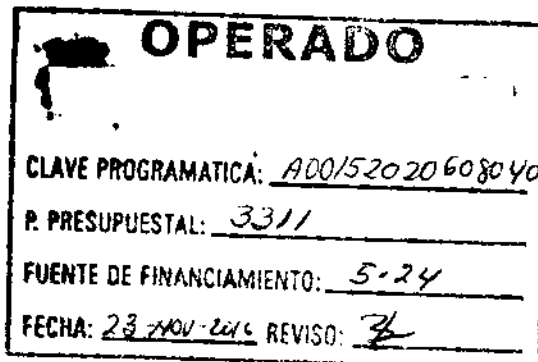 OPERADO
CLAVE PROGRAMATICA: A00152020608040
P. PRESUPUESTAL: 3311
FUENTE DE FINANCIAMIENTO: 5-24
FECHA: 23-NOV-2016 REVISO: